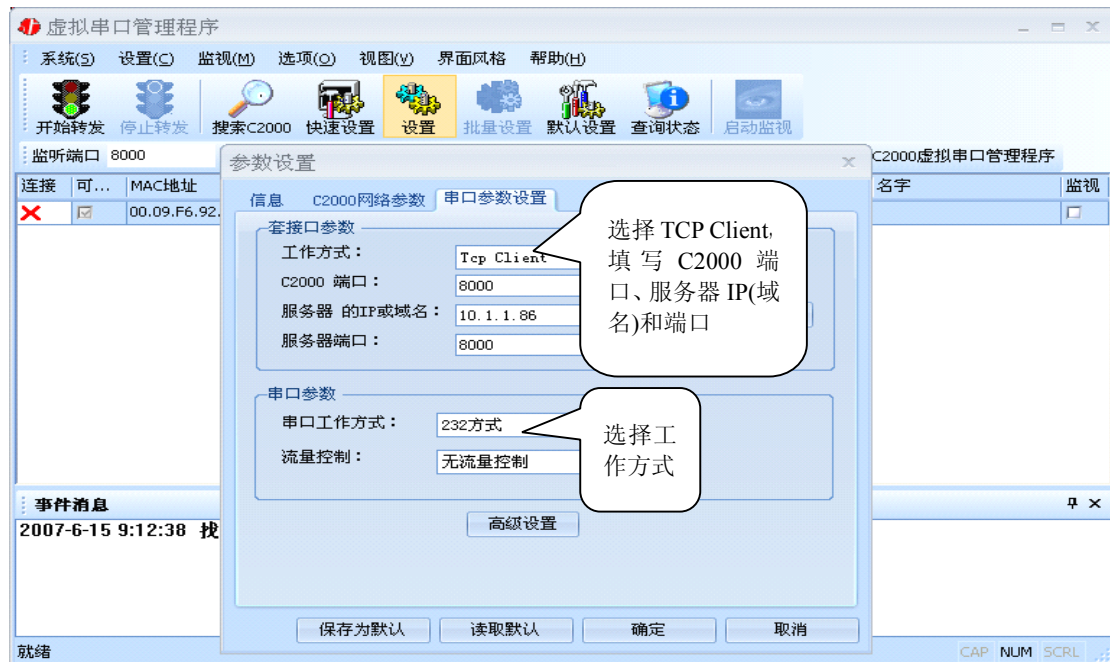 虚拟串口管理程序
系统(S) 设置(C) 监视(M) 选项(O) 视图(V) 界面风格 帮助(H)
开始转发 停止转发 搜索C2000 快速设置 设置 批量设置 默认设置 查询状态 启动监视
监听端口 8000
C2000虚拟串口管理程序
连接 可... MAC地址 名字 监视
00.09.F6.92.
参数设置
信息 C2000网络参数 串口参数设置
套接口参数
工作方式: Tcp Client
C2000 端口: 8000
服务器 的IP或域名: 10.1.1.86
服务器端口: 8000
选择 TCP Client,
填写 C2000 端
口、服务器 IP(域
名)和端口
串口参数
串口工作方式: 232方式
流量控制: 无流量控制
选择工
作方式
高级设置
保存为默认 读取默认 确定 取消
事件消息
2007-6-15 9:12:38 找
就绪
CAP NUM SCRL